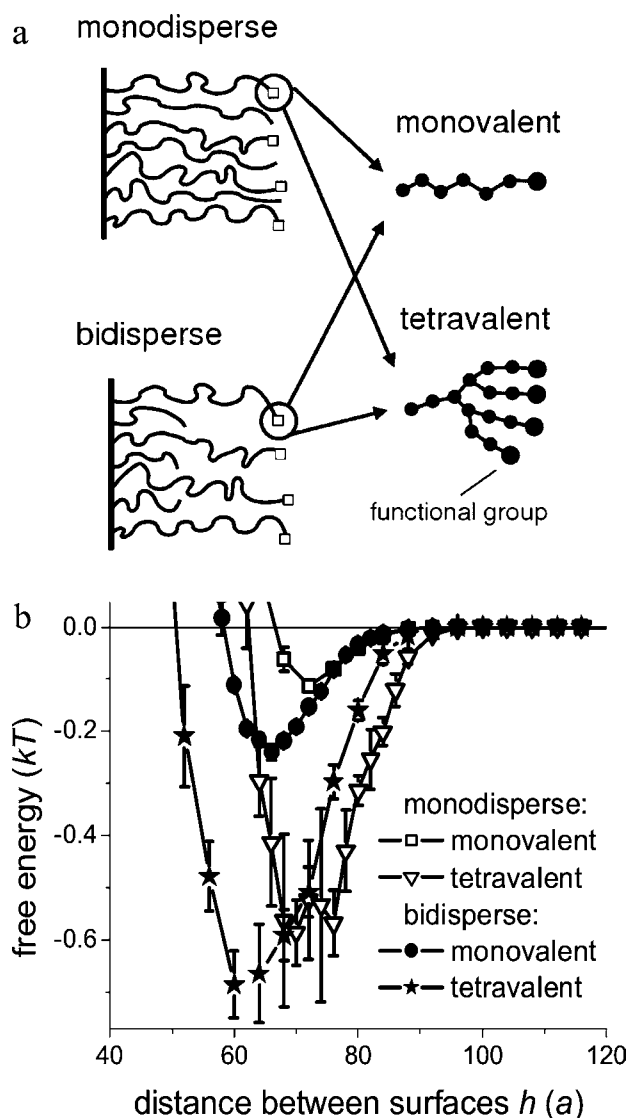 a
monodisperse
monovalent
tetravalent
bidisperse
functional group
b
0.0
-0.2
-0.4
-0.6
free energy (kT)
monodisperse:
monovalent
tetravalent
bidisperse:
monovalent
tetravalent
40 60 80 100 120
distance between surfaces h (a)